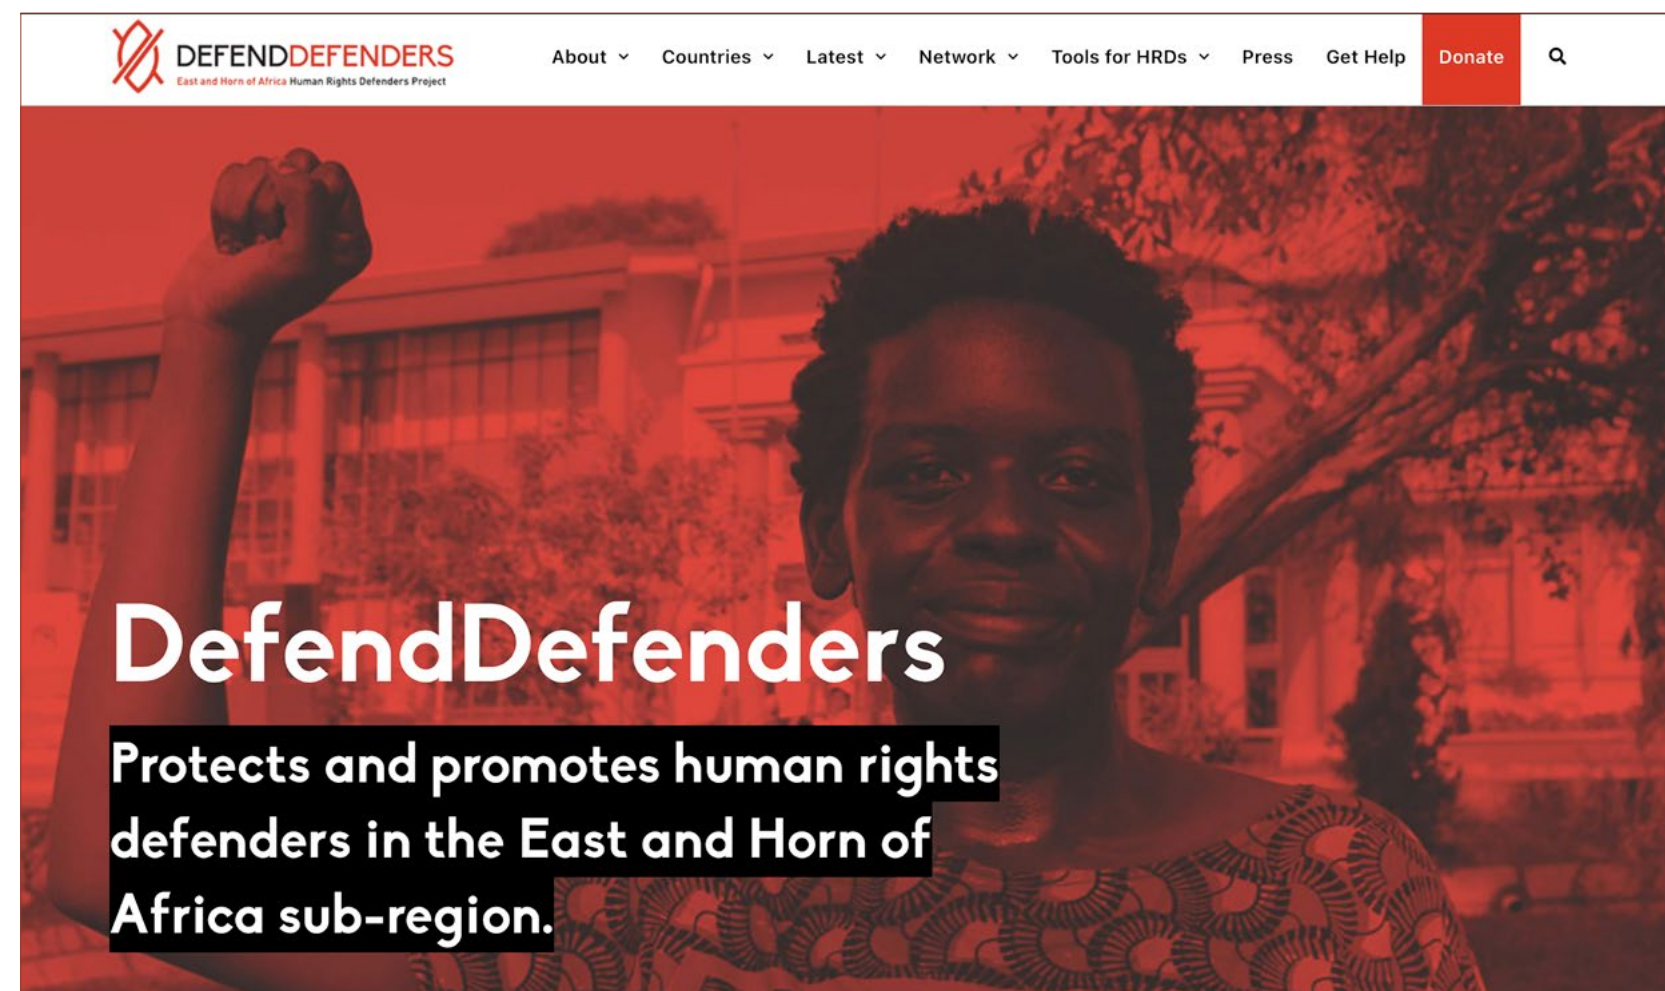 DEFENDDEFENDERS
East and Horn of Africa Human Rights Defenders Project
About Countries Latest Network Tools for HRDs Press Get Help Donate
DefendDefenders
Protects and promotes human rights
defenders in the East and Horn of
Africa sub-region.